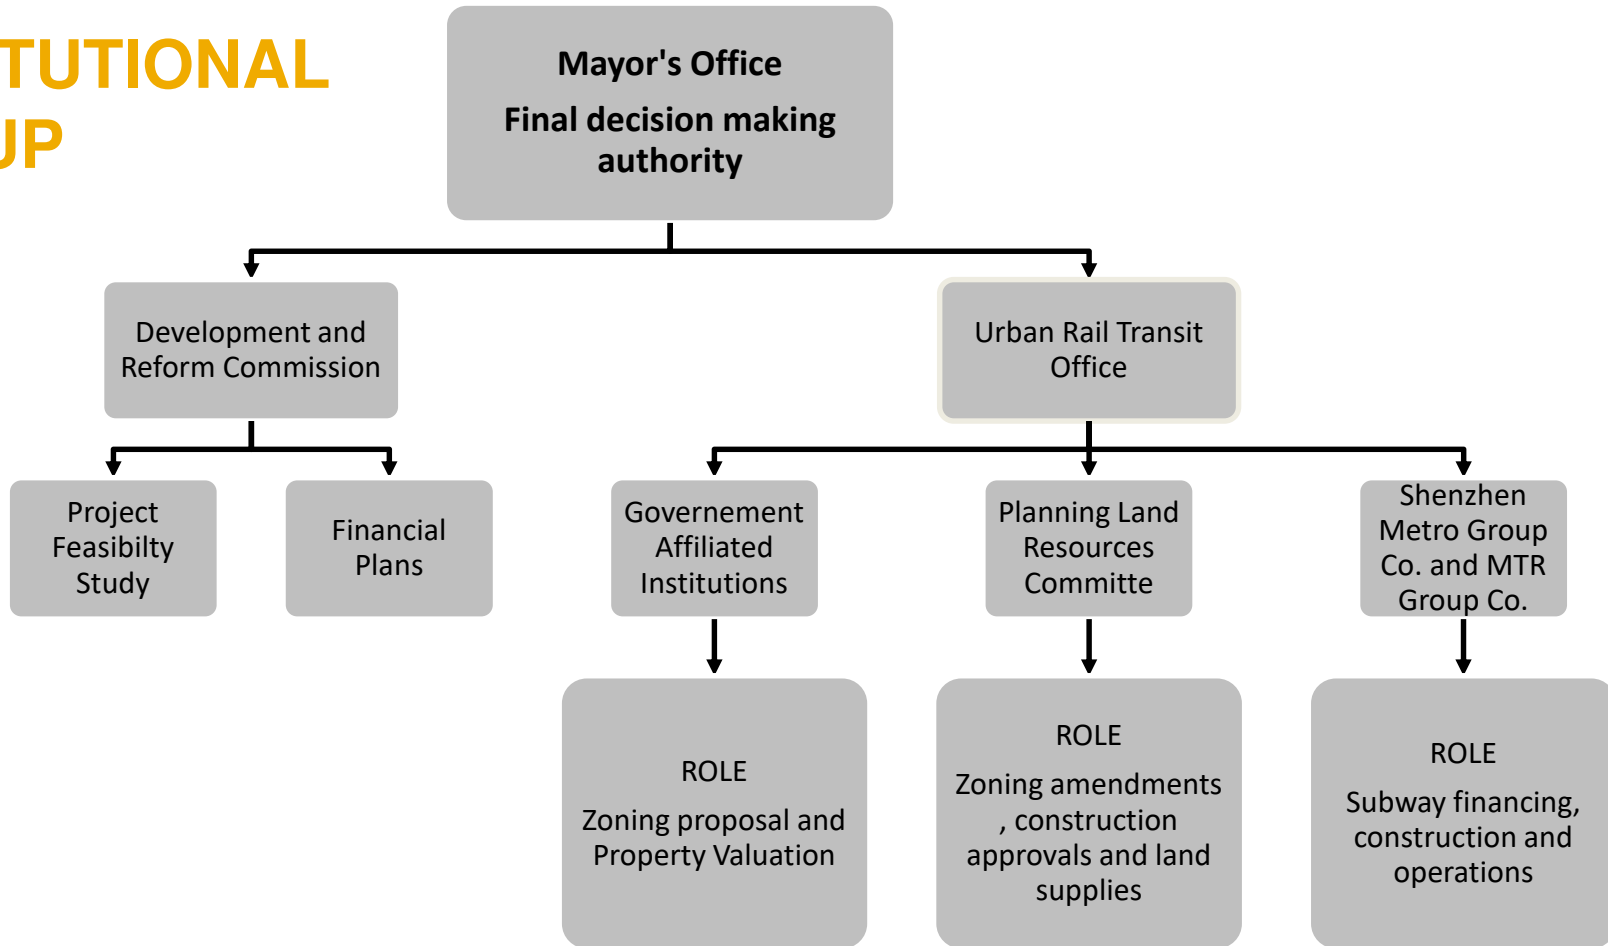 TUTIONAL
UP
Mayor's Office
Final decision making
authority
Development and
Reform Commission
Urban Rail Transit
Office
Project
Feasibilty
Study
Financial
Plans
Governement
Affiliated
Institutions
Planning Land
Resources
Committe
Shenzhen
Metro Group
Co. and MTR
Group Co.
ROLE
Zoning proposal and
Property Valuation
ROLE
Zoning amendments
, construction
approvals and land
supplies
ROLE
Subway financing,
construction and
operations